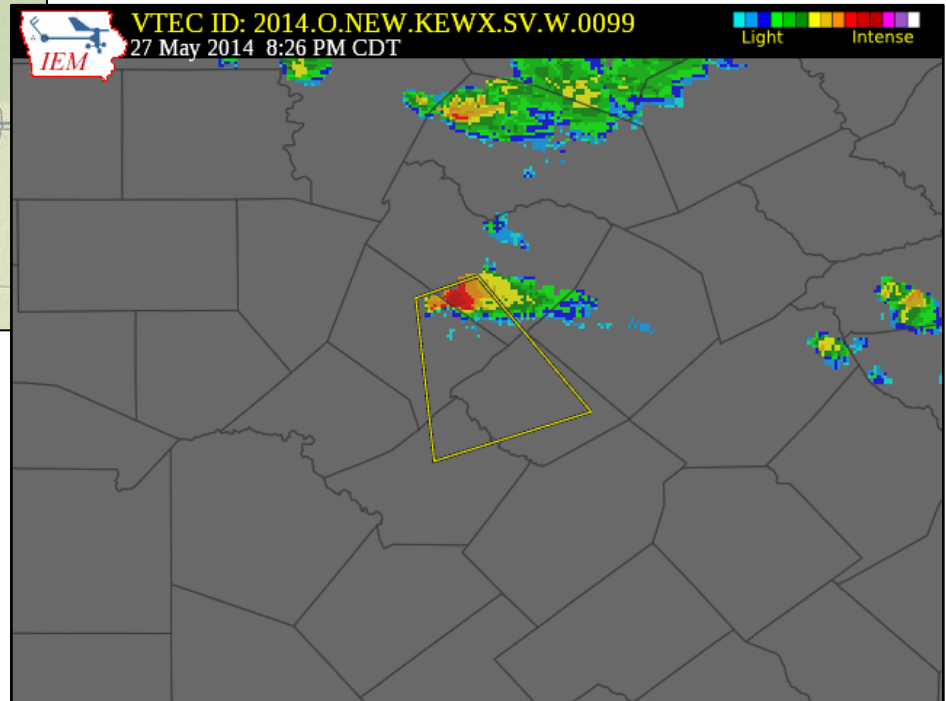 IEM
VTEC ID: 2014.O.NEW.KEWX.SV.W.0099
27 May 2014  8:26 PM CDT
Light
Intense